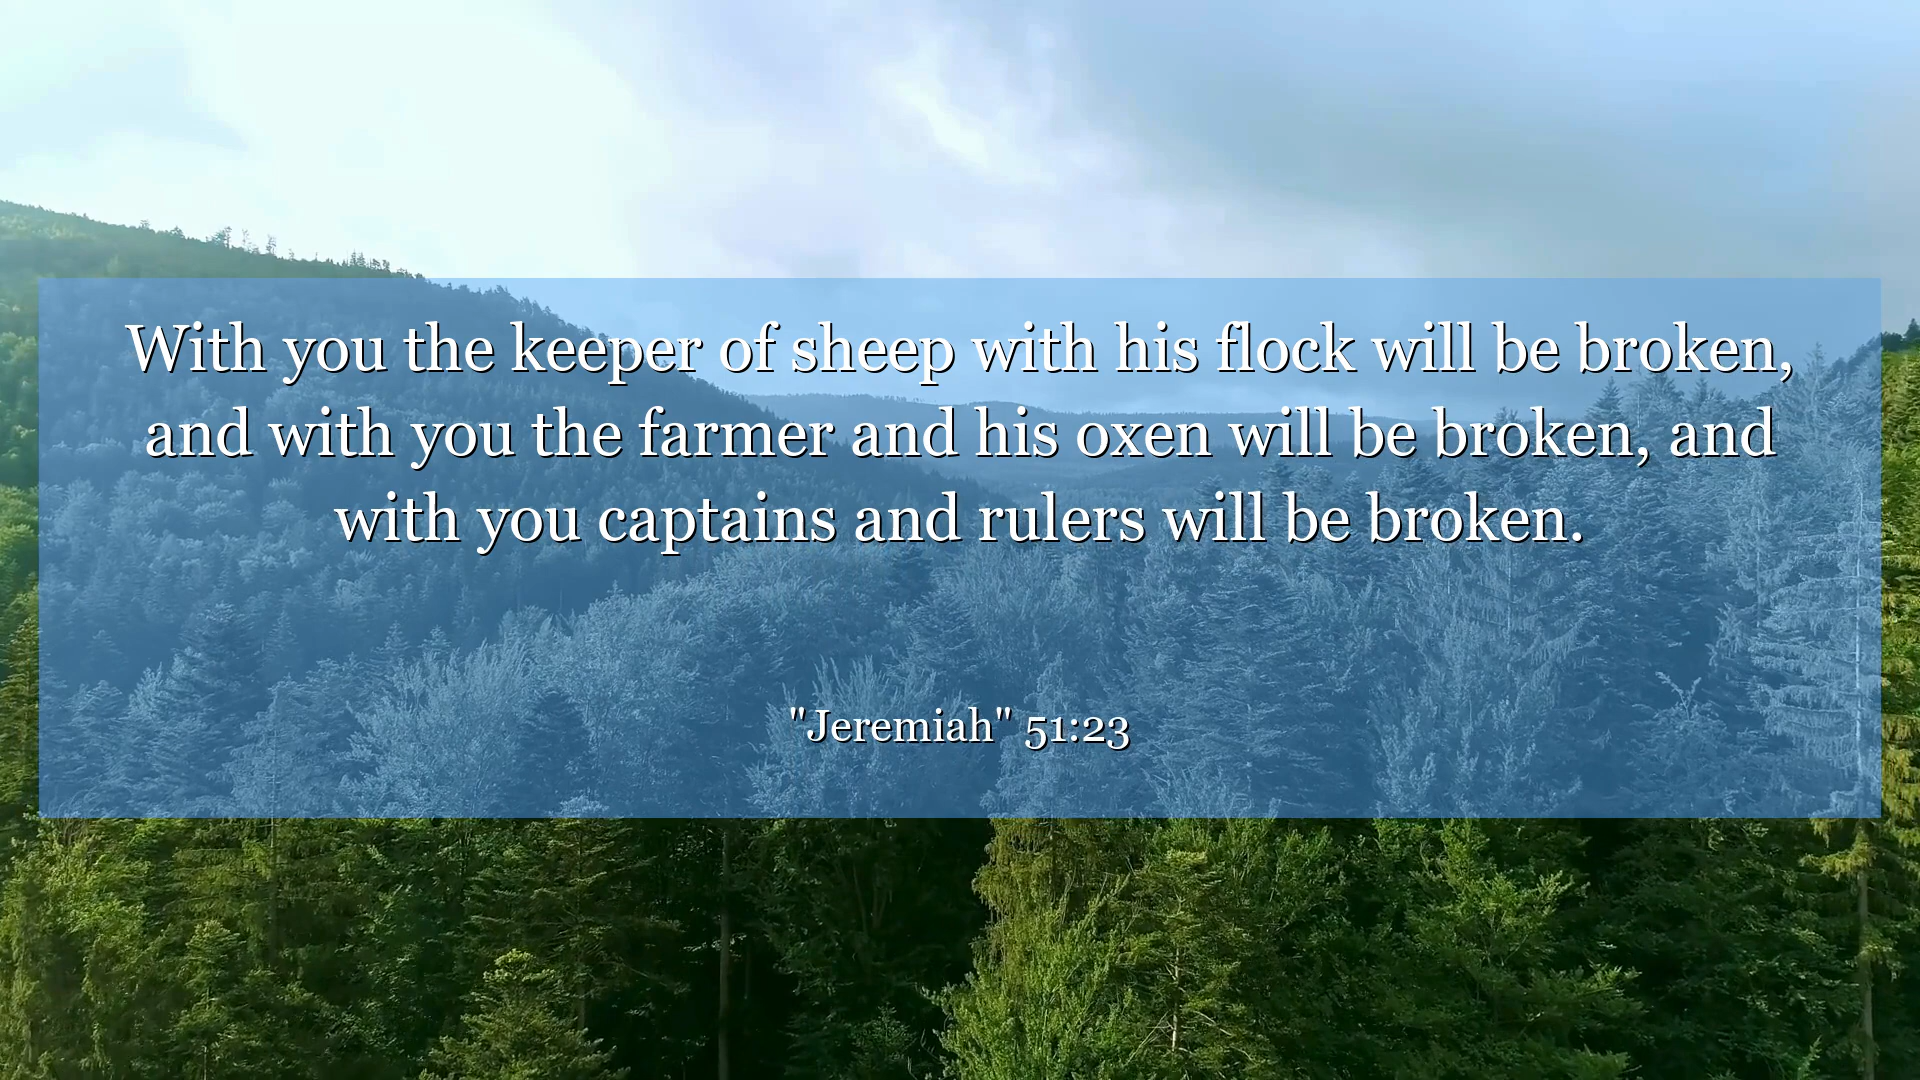 With you the keeper of sheep with his flock will be broken,
and with you the farmer and his oxen will be broken, and
with you captains and rulers will be broken.
"Jeremiah" 51:23